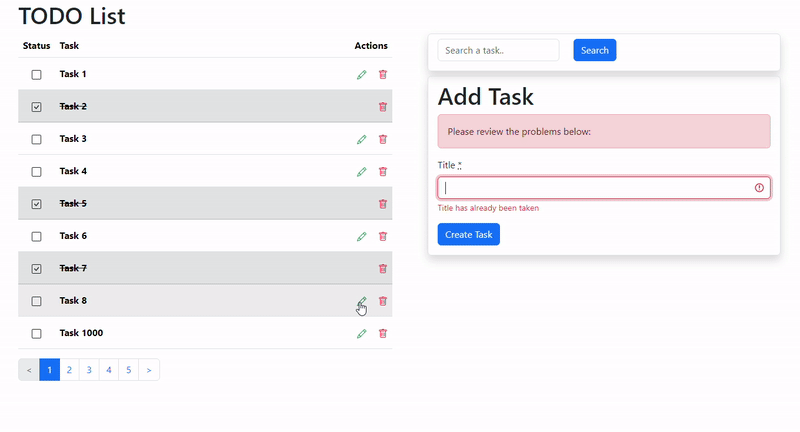 TODO List
Status Task Actions
Task 1
Task 2
Task 3
Task 4
Task 5
Task 6
Task 7
Task 8
Task 1000
< 1 2 3 4 5 >
Search a task.. Search
Add Task
Please review the problems below:
Title *
Title has already been taken
Create Task